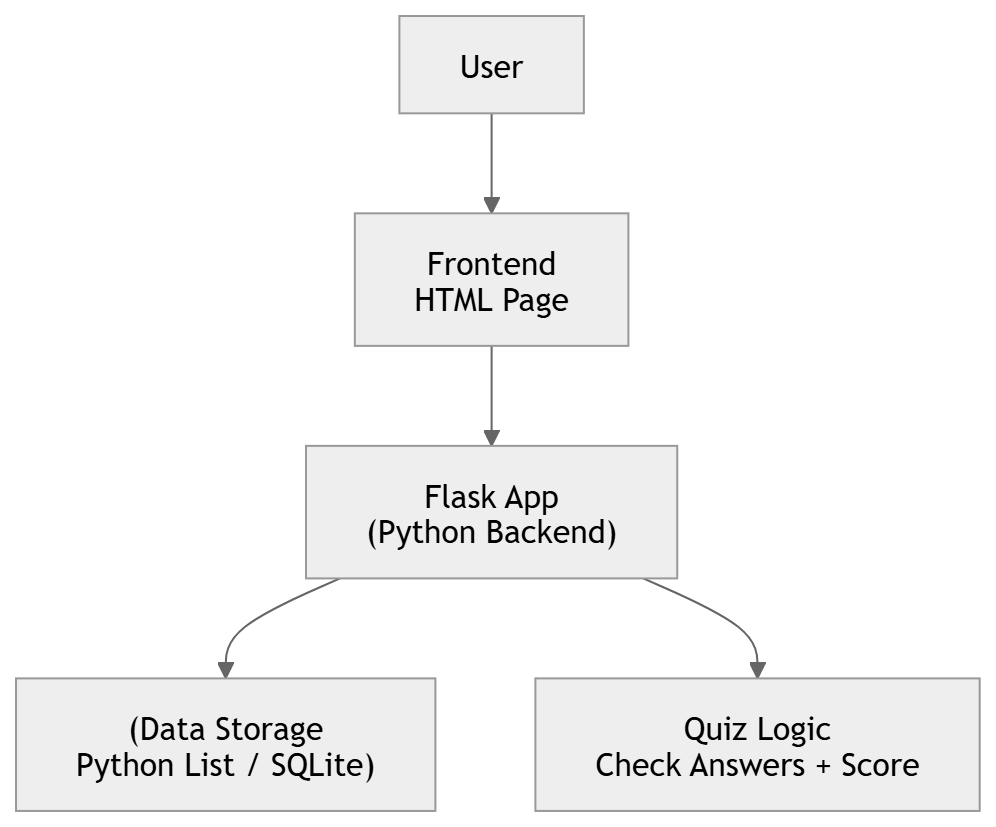 User
Frontend
HTML Page
Flask App
(Python Backend)
(Data Storage
Python List / SQLite)
Quiz Logic
Check Answers + Score